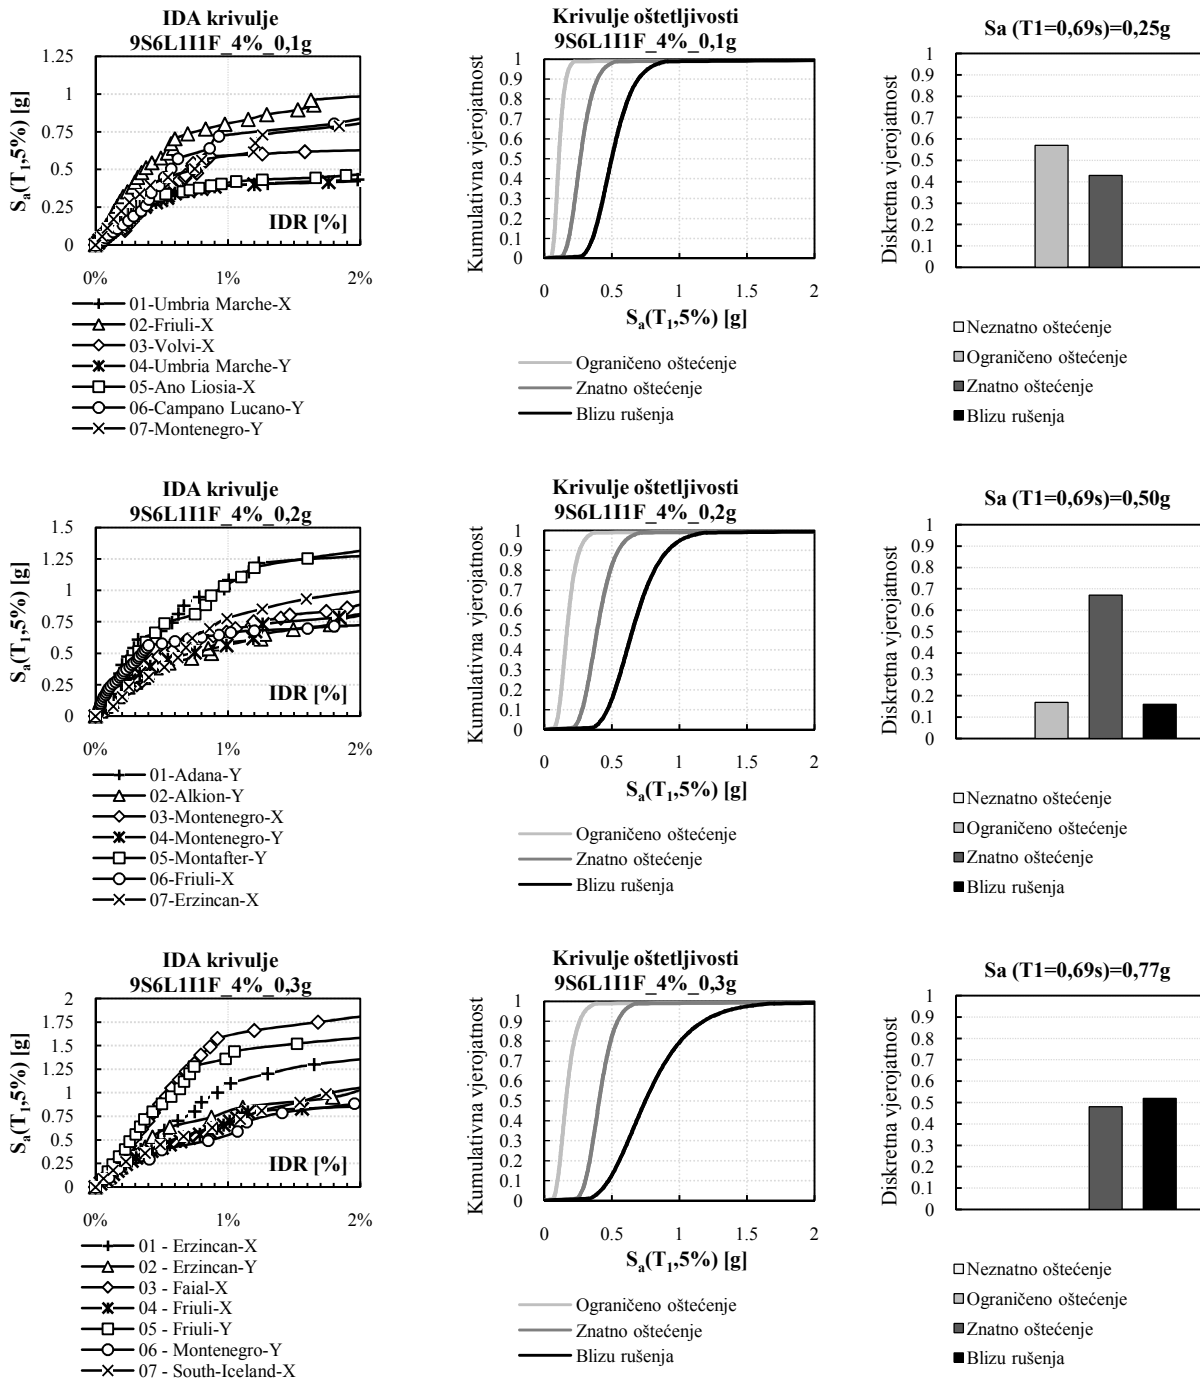 IDA krivulje
9S6L1I1F_4%_0,1g
1.25
1
0.75
0.5
0.25
0
Sa(T1,5%) [g]
IDR [%]
0% 1% 2%
01-Umbria Marche-X
02-Friuli-X
03-Volvi-X
04-Umbria Marche-Y
05-Ano Liosia-X
06-Campano Lucano-Y
07-Montenegro-Y
Krivulje oštetljivosti
9S6L1I1F_4%_0,1g
Kumulativna vjerojatnost
1
0.9
0.8
0.7
0.6
0.5
0.4
0.3
0.2
0.1
0
0 0.5 1 1.5 2
Sa(T1,5%) [g]
Ograničeno oštećenje
Znatno oštećenje
Blizu rušenja
Sa (T1=0,69s)=0,25g
Diskretna vjerojatnost
1
0.9
0.8
0.7
0.6
0.5
0.4
0.3
0.2
0.1
0
Neznatno oštećenje
Ograničeno oštećenje
Znatno oštećenje
Blizu rušenja
IDA krivulje
9S6L1I1F_4%_0,2g
1.5
1.25
1
0.75
0.5
0.25
0
Sa(T1,5%) [g]
IDR [%]
0% 1% 2%
01-Adana-Y
02-Alkion-Y
03-Montenegro-X
04-Montenegro-Y
05-Montafter-Y
06-Friuli-X
07-Erzincan-X
Krivulje oštetljivosti
9S6L1I1F_4%_0,2g
Kumulativna vjerojatnost
1
0.9
0.8
0.7
0.6
0.5
0.4
0.3
0.2
0.1
0
0 0.5 1 1.5 2
Sa(T1,5%) [g]
Ograničeno oštećenje
Znatno oštećenje
Blizu rušenja
Sa (T1=0,69s)=0,50g
Diskretna vjerojatnost
1
0.9
0.8
0.7
0.6
0.5
0.4
0.3
0.2
0.1
0
Neznatno oštećenje
Ograničeno oštećenje
Znatno oštećenje
Blizu rušenja
IDA krivulje
9S6L1I1F_4%_0,3g
2
1.75
1.5
1.25
1
0.75
0.5
0.25
0
Sa(T1,5%) [g]
IDR [%]
0% 1% 2%
01 - Erzincan-X
02 - Erzincan-Y
03 - Faial-X
04 - Friuli-X
05 - Friuli-Y
06 - Montenegro-Y
07 - South-Iceland-X
Krivulje oštetljivosti
9S6L1I1F_4%_0,3g
Kumulativna vjerojatnost
1
0.9
0.8
0.7
0.6
0.5
0.4
0.3
0.2
0.1
0
0 0.5 1 1.5 2
Sa(T1,5%) [g]
Ograničeno oštećenje
Znatno oštećenje
Blizu rušenja
Sa (T1=0,69s)=0,77g
Diskretna vjerojatnost
1
0.9
0.8
0.7
0.6
0.5
0.4
0.3
0.2
0.1
0
Neznatno oštećenje
Ograničeno oštećenje
Znatno oštećenje
Blizu rušenja